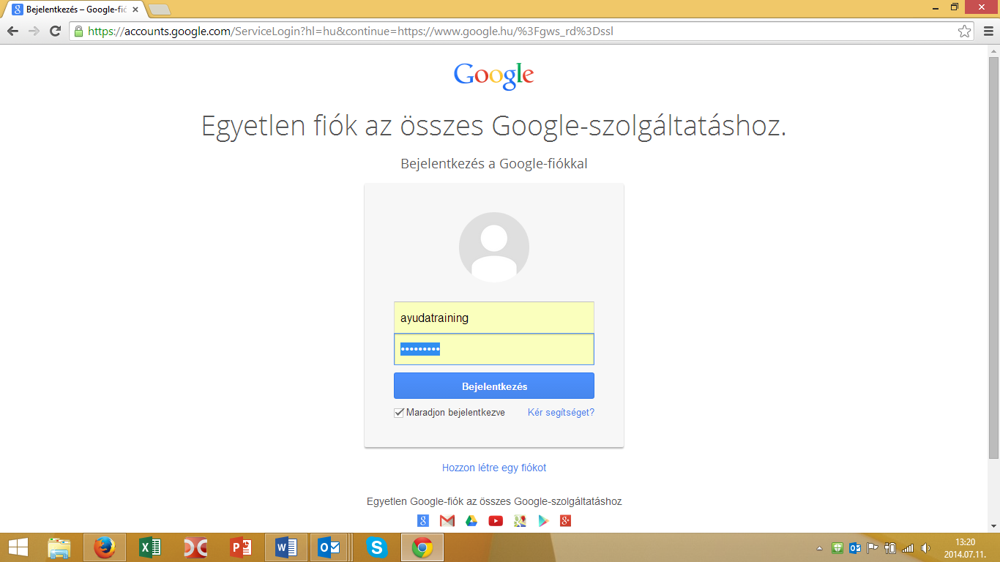 Bejelentkezés – Google-fió
https://accounts.google.com/ServiceLogin?hl=hu&continue=https://www.google.hu/%3Fgws_rd%3Dssl
Google
Egyetlen fiók az összes Google-szolgáltatáshoz.
Bejelentkezés a Google-fiókkal
ayudatraining
•••••••••
Bejelentkezés
Maradjon bejelentkezve Kér segítséget?
Hozzon létre egy fiókot
Egyetlen Google-fiók az összes Google-szolgáltatáshoz
13:20
2014.07.11.